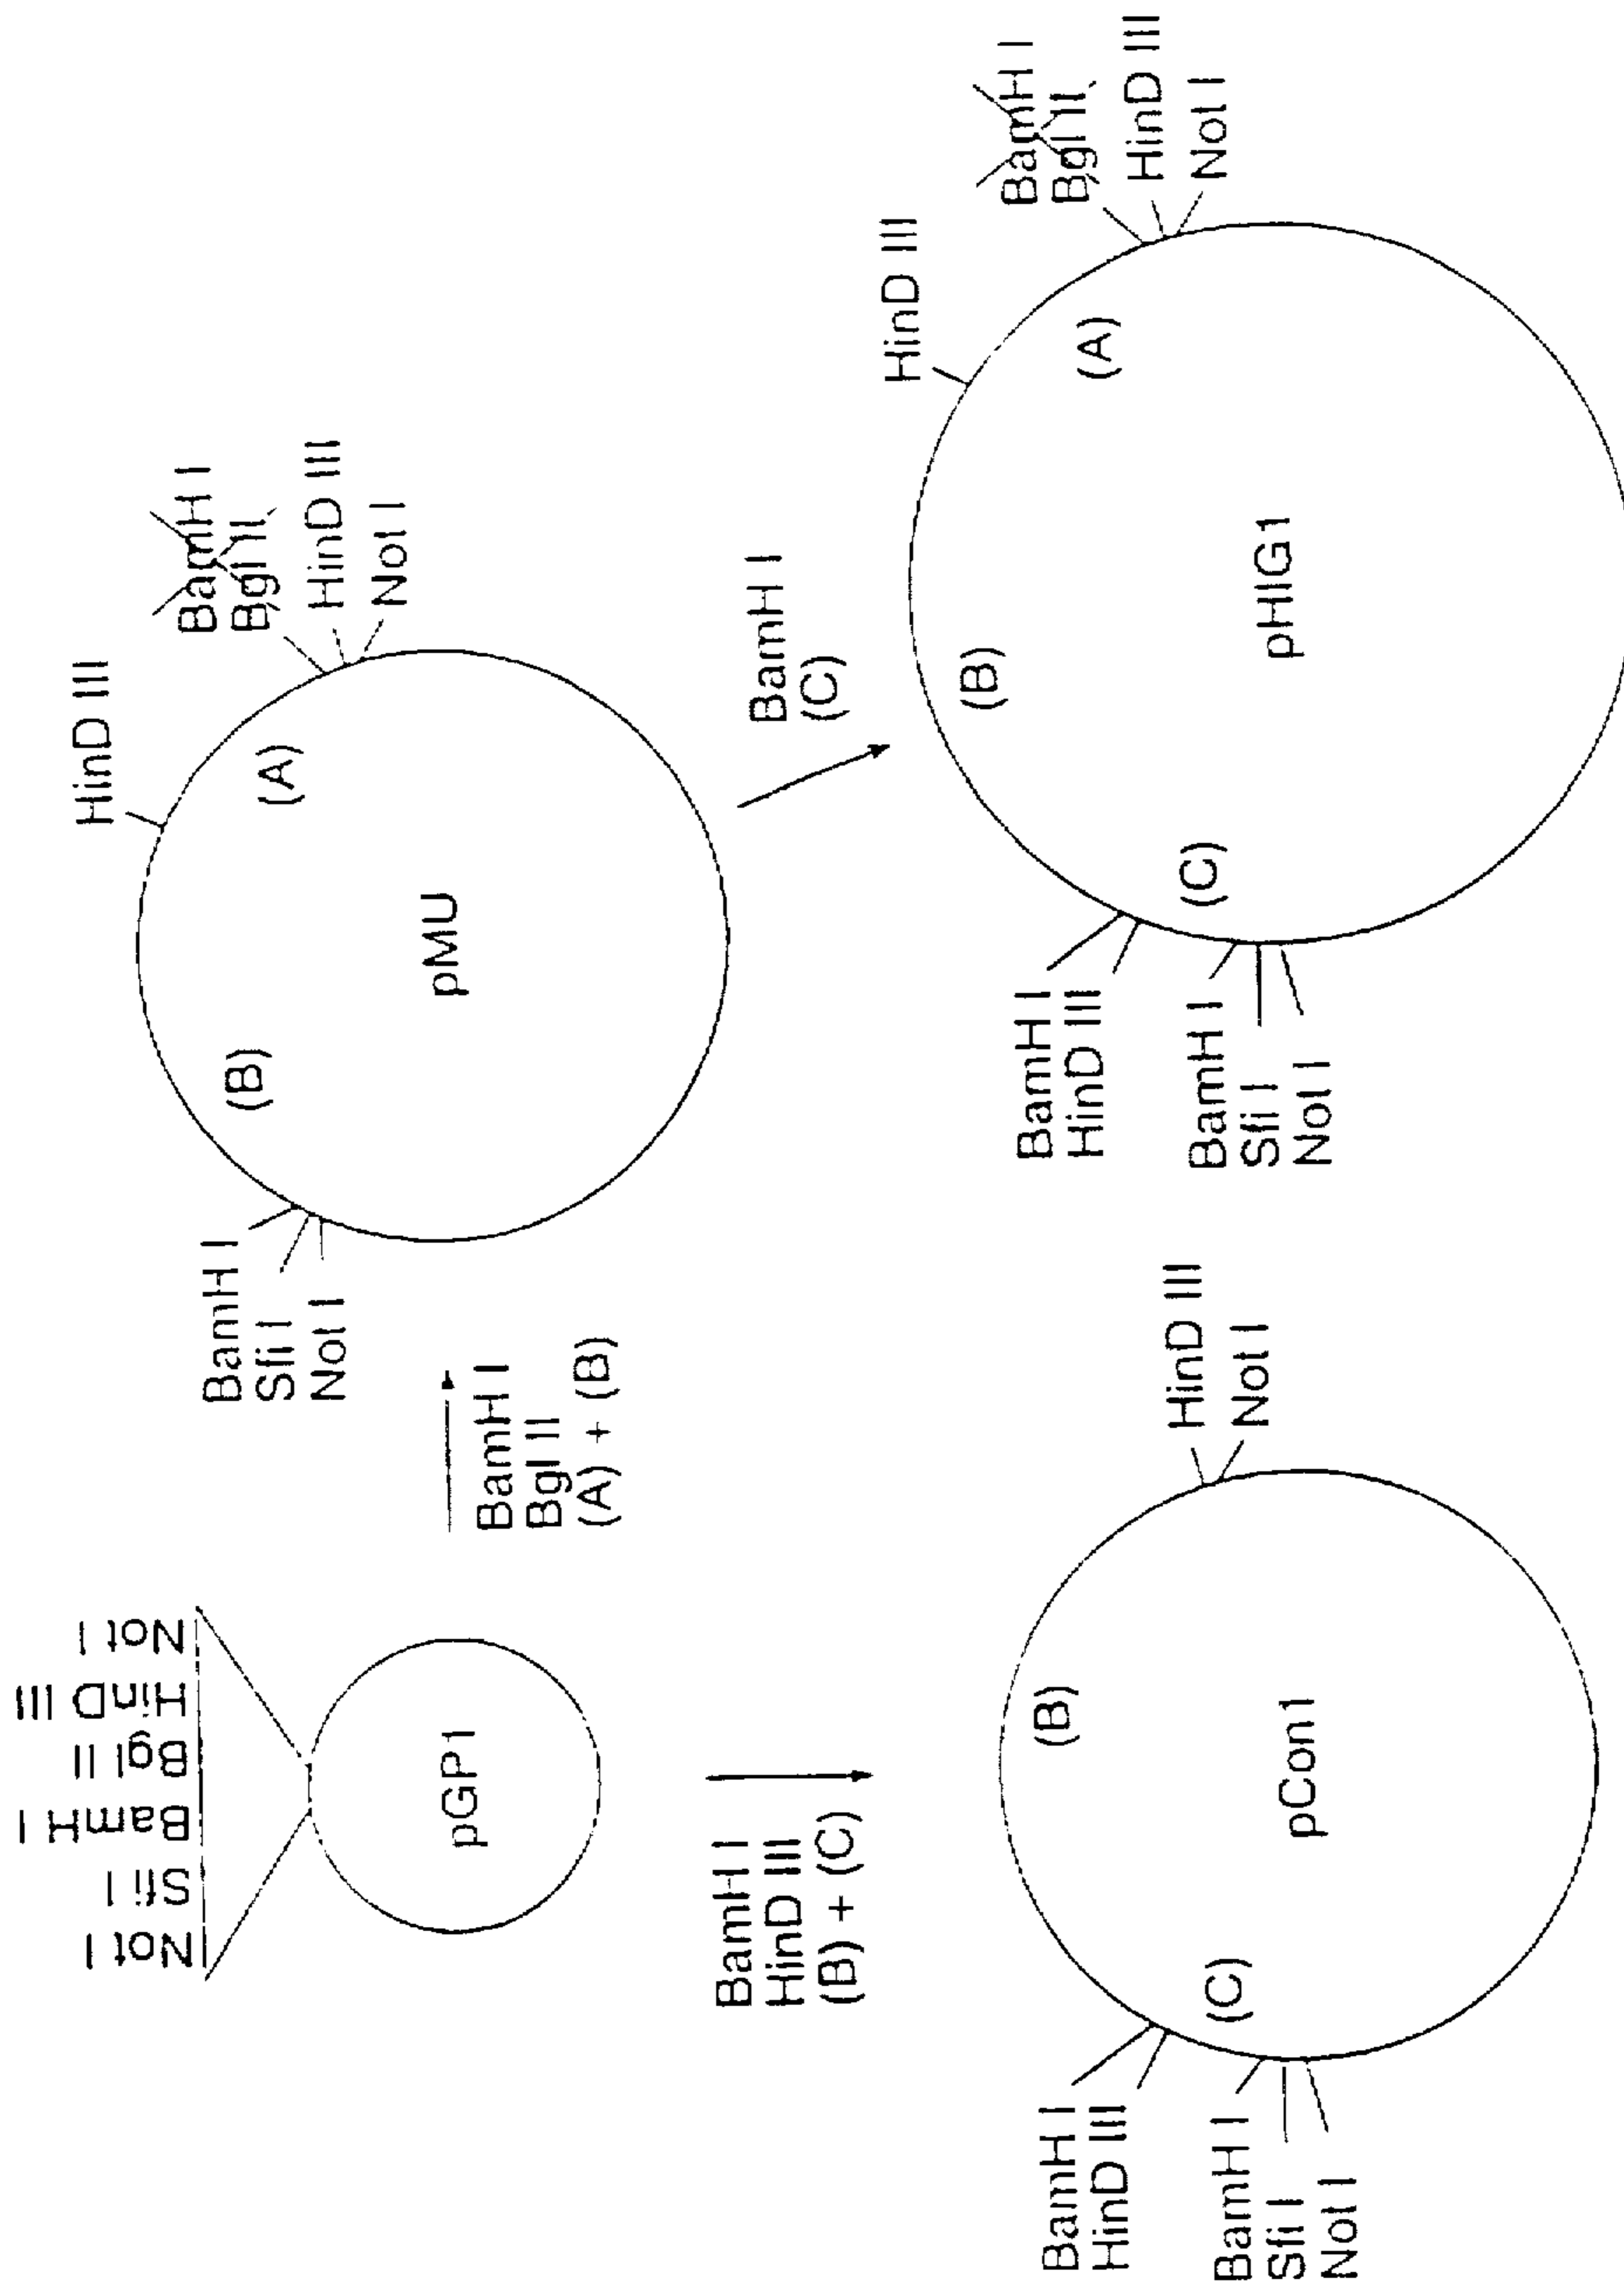 Not I
Sfi I
BamH I
Bgl II
HinD III
Not I
pGP1
BamH I
Bgl II
(A) + (B)
BamH I
Sfi I
Not I
(B)
HinD III
(A)
BamH I
Bgl II
HinD III
Not I
pMU
BamH I
HinD III
(B) + (C)
BamH I
(C)
BamH I
HinD III
BamH I
Sfi I
Not I
(C)
(B)
HinD III
Not I
pCon1
BamH I
HinD III
BamH I
Sfi I
Not I
(C)
(B)
HinD III
(A)
BamH I
Bgl II
HinD III
Not I
pHIG1